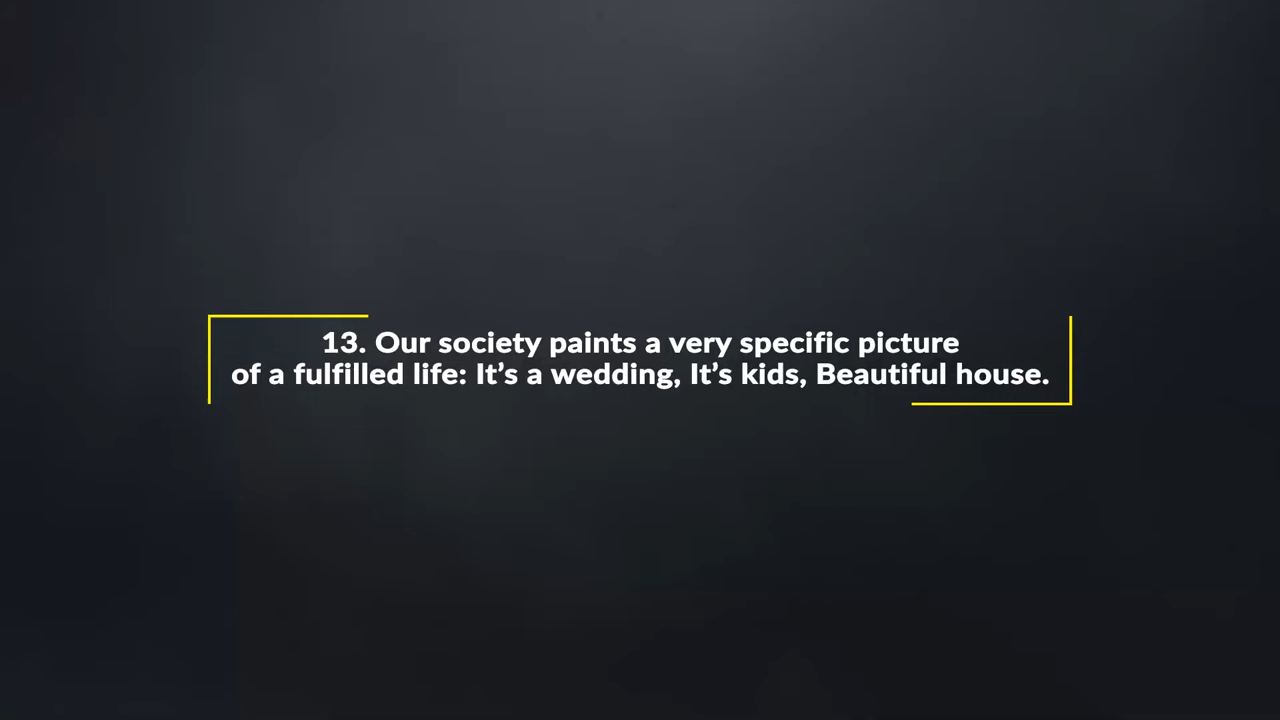 13. Our society paints a very specific picture
of a fulfilled life: It’s a wedding, It’s kids, Beautiful house.